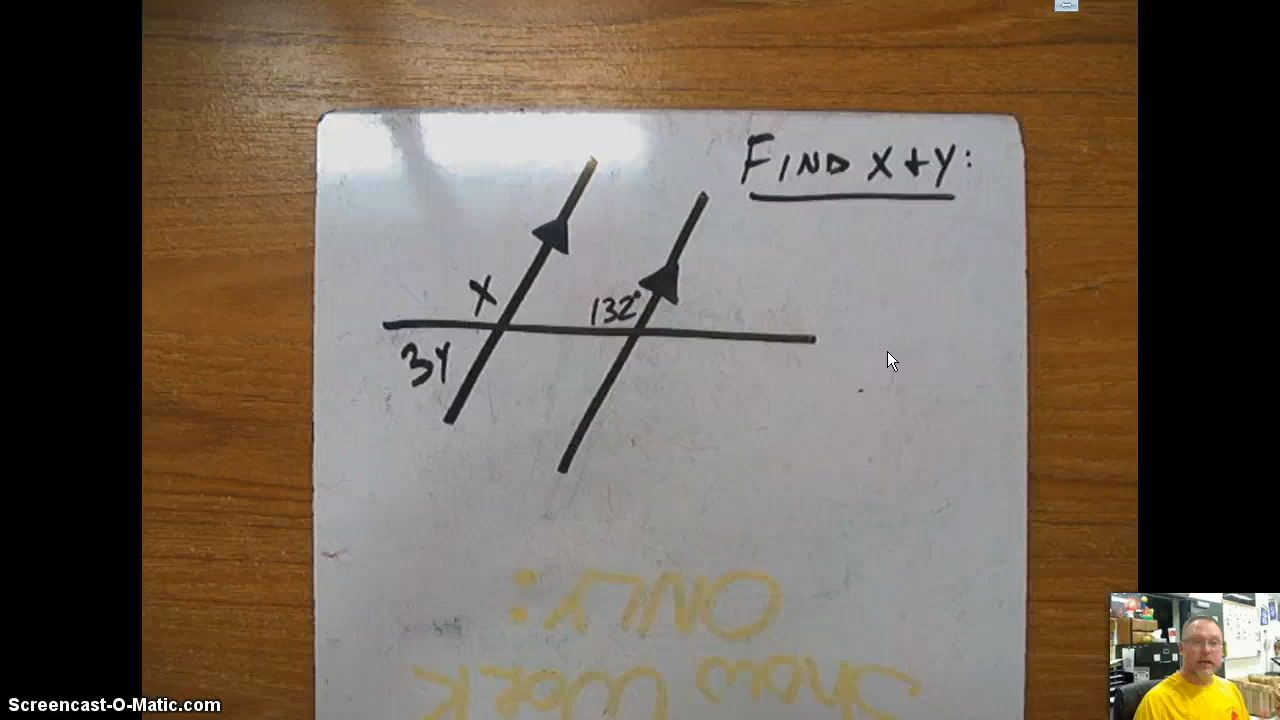 FIND X + Y:
X
132°
3Y
ONLY:
SHOW WORK
Screencast-O-Matic.com